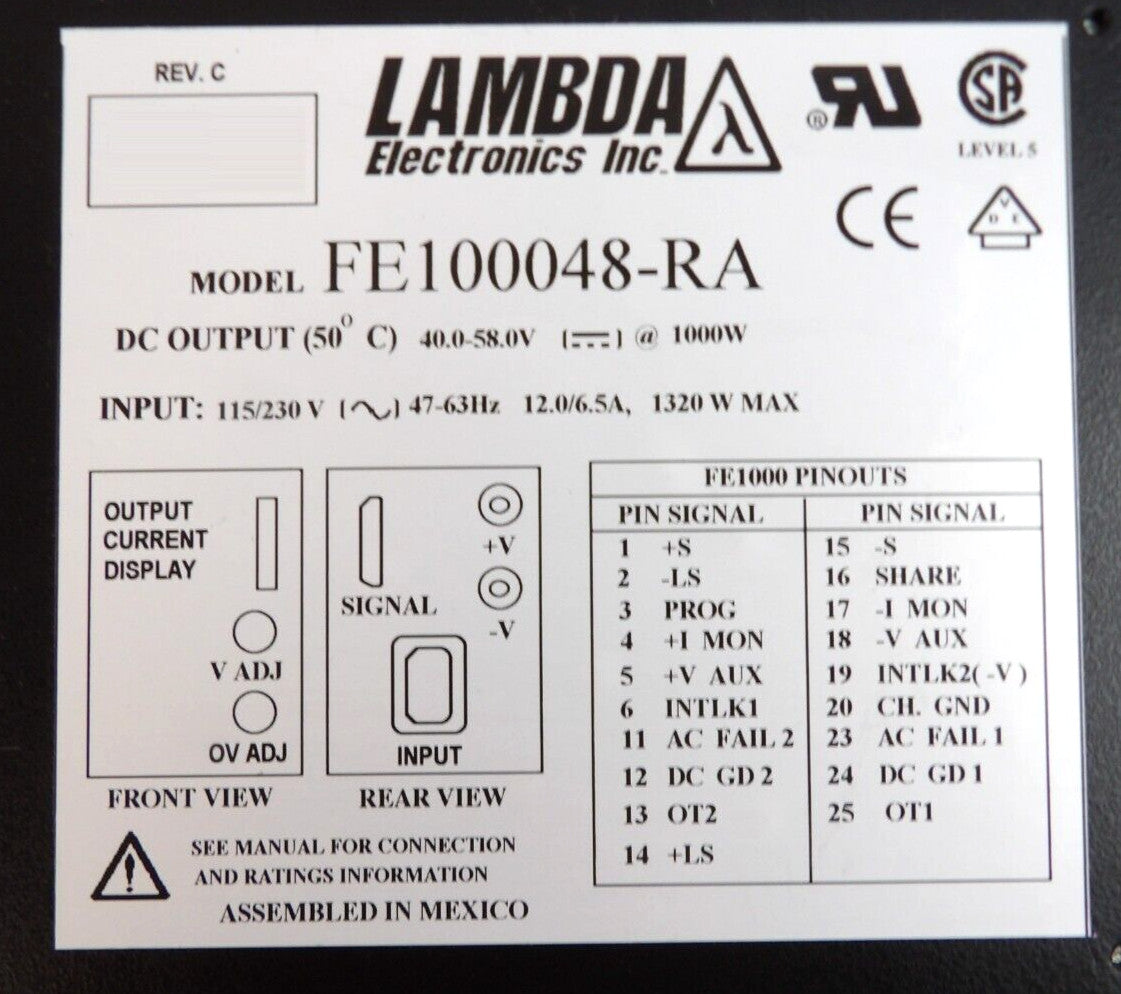 REV. C
LAMBDA
Electronics Inc.
λ
® RU
SA
LEVEL 5
CE
V
D E
MODEL FE100048-RA
DC OUTPUT (50° C) 40.0-58.0V @ 1000W
INPUT: 115/230 V 47-63Hz 12.0/6.5A, 1320 W MAX
OUTPUT
CURRENT
DISPLAY
V ADJ
OV ADJ
FRONT VIEW
+V
SIGNAL
-V
INPUT
REAR VIEW
FE1000 PINOUTS
PIN SIGNAL PIN SIGNAL
1 +S 15 -S
2 -LS 16 SHARE
3 PROG 17 -I MON
4 +I MON 18 -V AUX
5 +V AUX 19 INTLK2( -V )
6 INTLK1 20 CH. GND
11 AC FAIL 2 23 AC FAIL 1
12 DC GD 2 24 DC GD 1
13 OT2 25 OT1
14 +LS
!
SEE MANUAL FOR CONNECTION
AND RATINGS INFORMATION
ASSEMBLED IN MEXICO